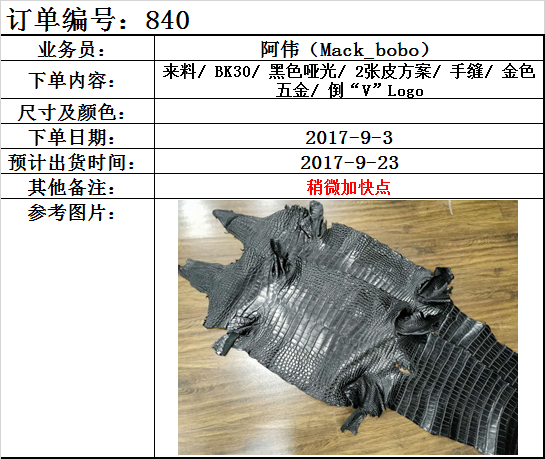 订单编号：840
业务员： 阿伟（Mack_bobo）
下单内容： 来料/ BK30/ 黑色哑光/ 2张皮方案/ 手缝/ 金色
五金/ 倒“V”Logo
尺寸及颜色：
下单日期： 2017-9-3
预计出货时间： 2017-9-23
其他备注： 稍微加快点
参考图片：